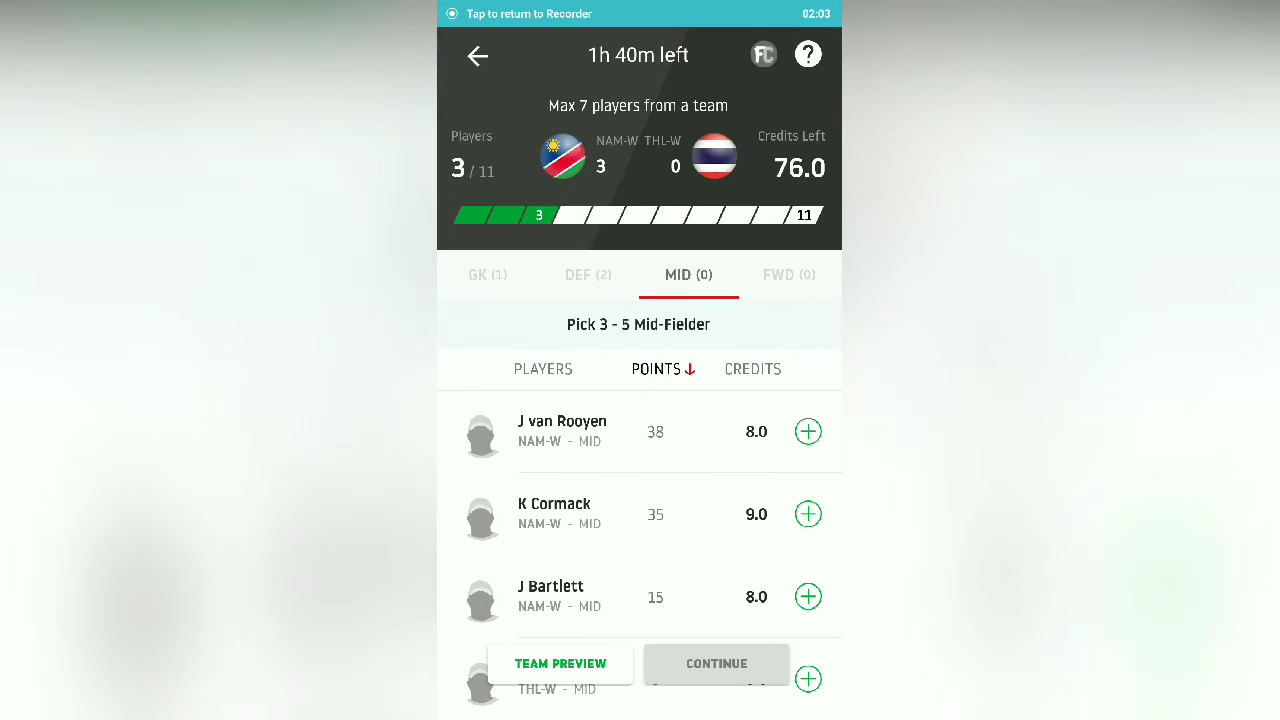 Tap to return to Recorder 02:03
1h 40m left FC ?
Max 7 players from a team
Players NAM-W THL-W Credits Left
3 / 11 3 0 76.0
3 11
GK (1) DEF (2) MID (0) FWD (0)
Pick 3 - 5 Mid-Fielder
PLAYERS POINTS CREDITS
J van Rooyen 38 8.0
NAM-W - MID
K Cormack 35 9.0
NAM-W - MID
J Bartlett 15 8.0
NAM-W - MID
TEAM PREVIEW CONTINUE
THL-W - MID